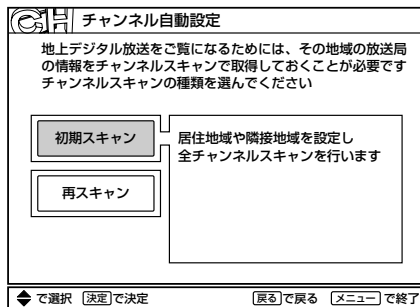 CH チャンネル自動設定
地上デジタル放送をご覧になるためには、その地域の放送局
の情報をチャンネルスキャンで取得しておくことが必要です
チャンネルスキャンの種類を選んでください
初期スキャン
居住地域や隣接地域を設定し
全チャンネルスキャンを行います
再スキャン
で選択 決定で決定 戻るで戻る メニューで終了